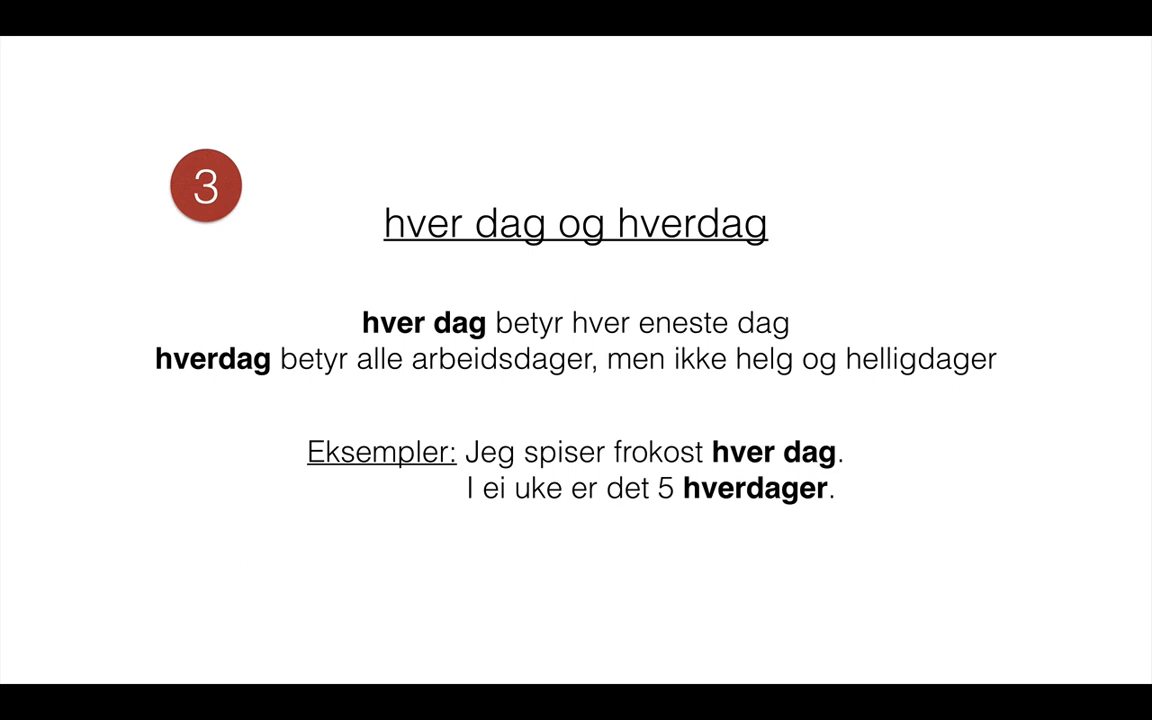 3
hver dag og hverdag
hver dag betyr hver eneste dag
hverdag betyr alle arbeidsdager, men ikke helg og helligdager
Eksempler: Jeg spiser frokost hver dag.
I ei uke er det 5 hverdager.